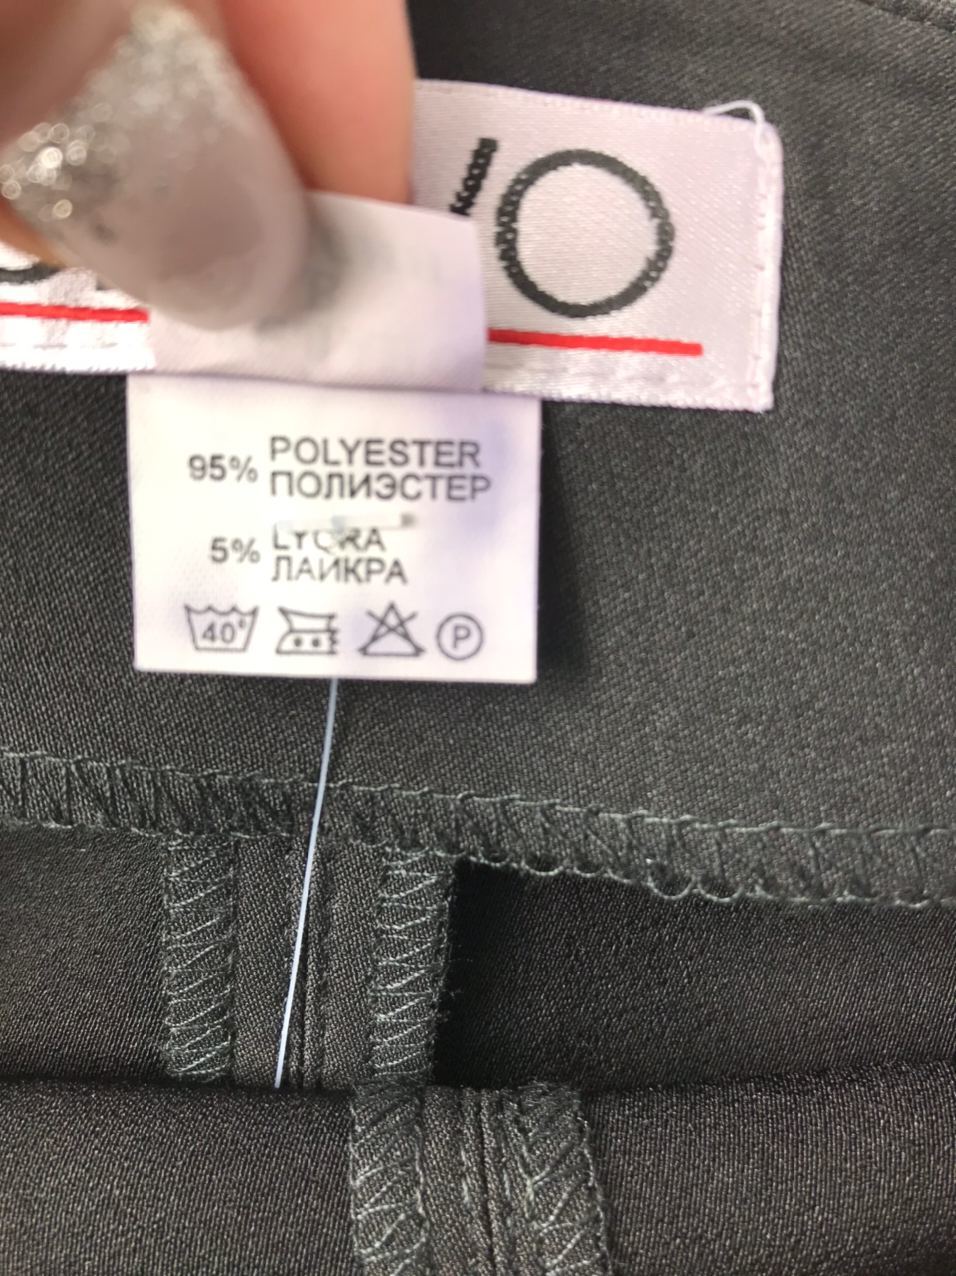 95% POLYESTER
ПОЛИЭСТЕР
5% LYCRA
ЛАЙКРА
40° P